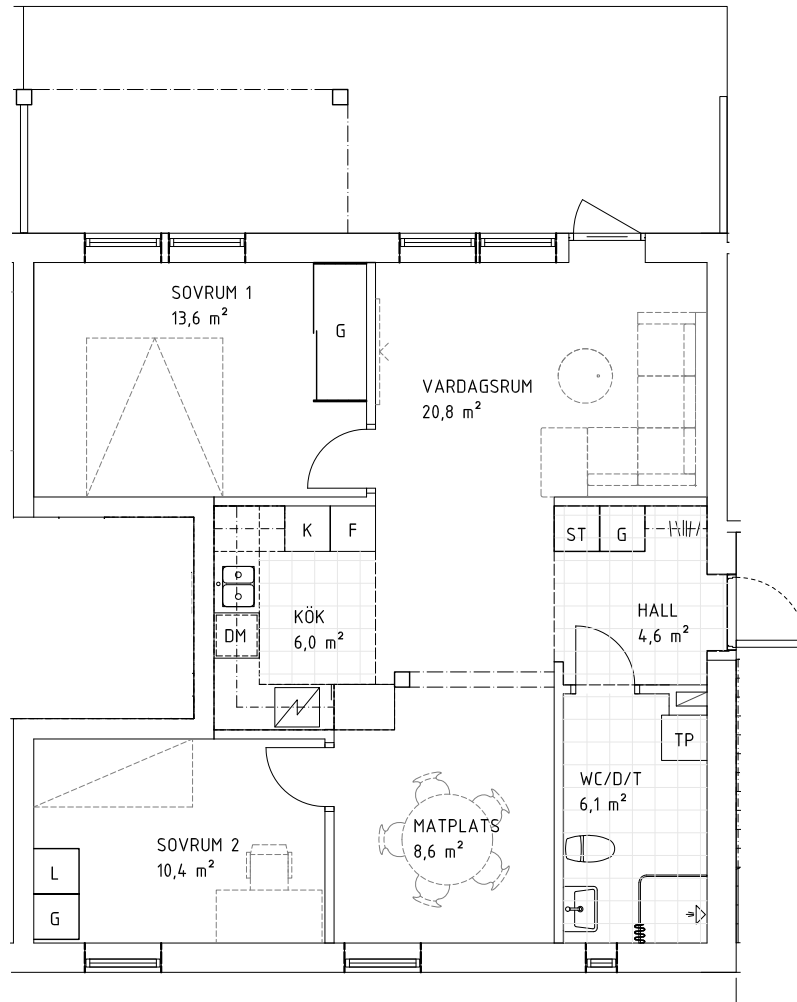 SOVRUM 1
13,6 m²
G
VARDAGSRUM
20,8 m²
K
F
ST
G
KÖK
6,0 m²
DM
HALL
4,6 m²
TP
WC/D/T
6,1 m²
MATPLATS
8,6 m²
SOVRUM 2
10,4 m²
L
G